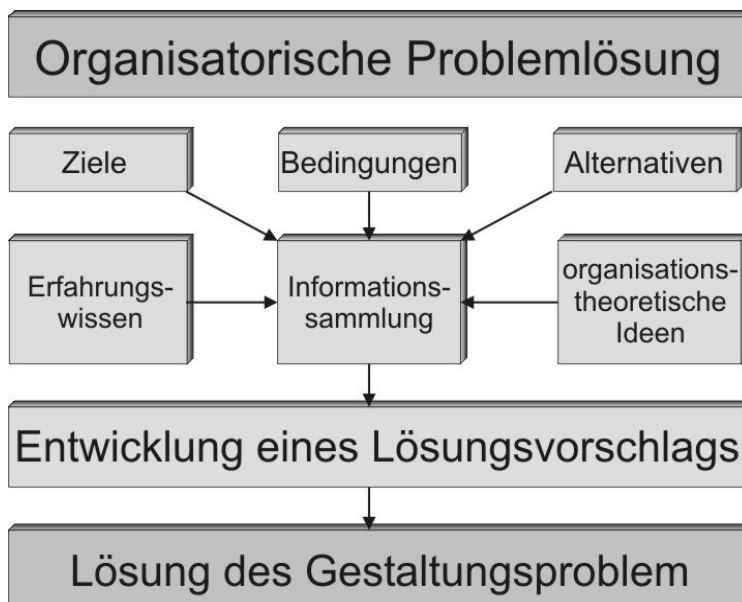 Organisatorische Problemlösung
Ziele
Bedingungen
Alternativen
Erfahrungs-
wissen
Informations-
sammlung
organisations-
theoretische
Ideen
Entwicklung eines Lösungsvorschlags
Lösung des Gestaltungsproblem